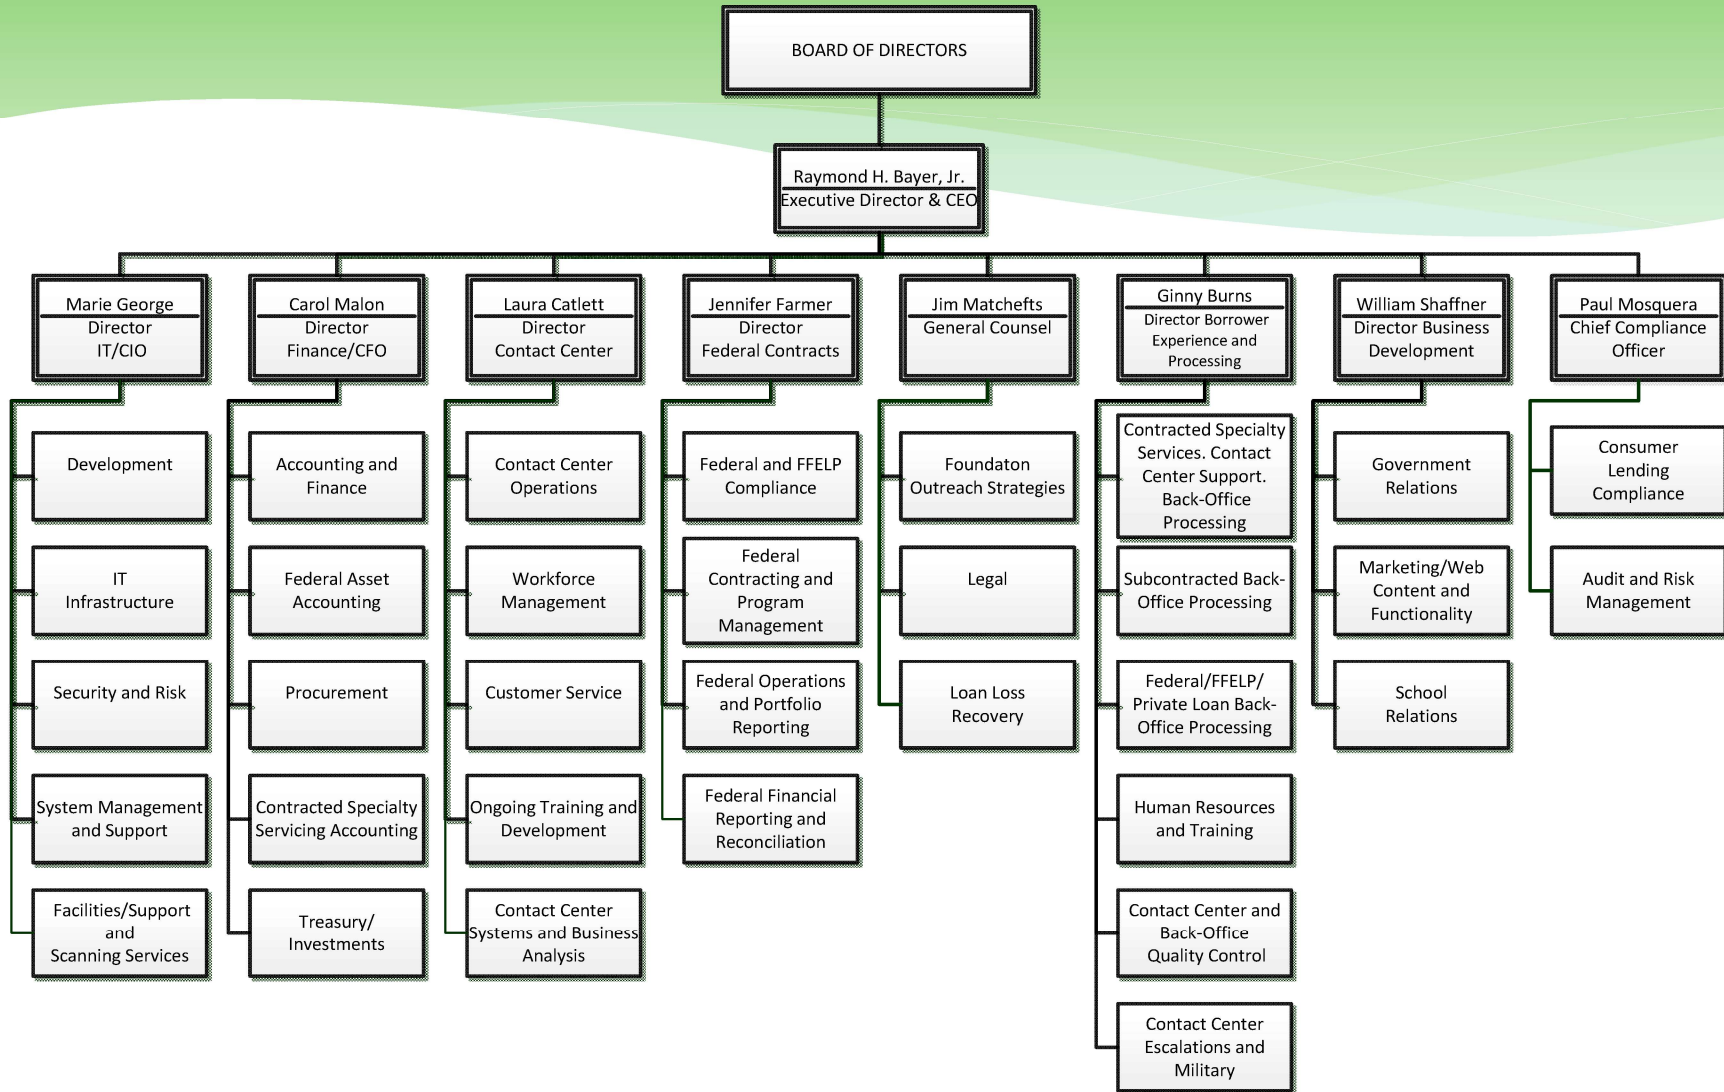 BOARD OF DIRECTORS
Raymond H. Bayer, Jr.
Executive Director & CEO
Marie George
Director
IT/CIO
Development
IT
Infrastructure
Security and Risk
System Management
and Support
Facilities/Support
and
Scanning Services
Carol Malon
Director
Finance/CFO
Accounting and
Finance
Federal Asset
Accounting
Procurement
Contracted Specialty
Servicing Accounting
Treasury/
Investments
Laura Catlett
Director
Contact Center
Contact Center
Operations
Workforce
Management
Customer Service
Ongoing Training and
Development
Contact Center
Systems and Business
Analysis
Jennifer Farmer
Director
Federal Contracts
Federal and FFELP
Compliance
Federal
Contracting and
Program
Management
Federal Operations
and Portfolio
Reporting
Federal Financial
Reporting and
Reconciliation
Jim Matchefts
General Counsel
Foundaton
Outreach Strategies
Legal
Loan Loss
Recovery
Ginny Burns
Director Borrower
Experience and
Processing
Contracted Specialty
Services. Contact
Center Support.
Back-Office
Processing
Subcontracted Back-
Office Processing
Federal/FFELP/
Private Loan Back-
Office Processing
Human Resources
and Training
Contact Center and
Back-Office
Quality Control
Contact Center
Escalations and
Military
William Shaffner
Director Business
Development
Government
Relations
Marketing/Web
Content and
Functionality
School
Relations
Paul Mosquera
Chief Compliance
Officer
Consumer
Lending
Compliance
Audit and Risk
Management